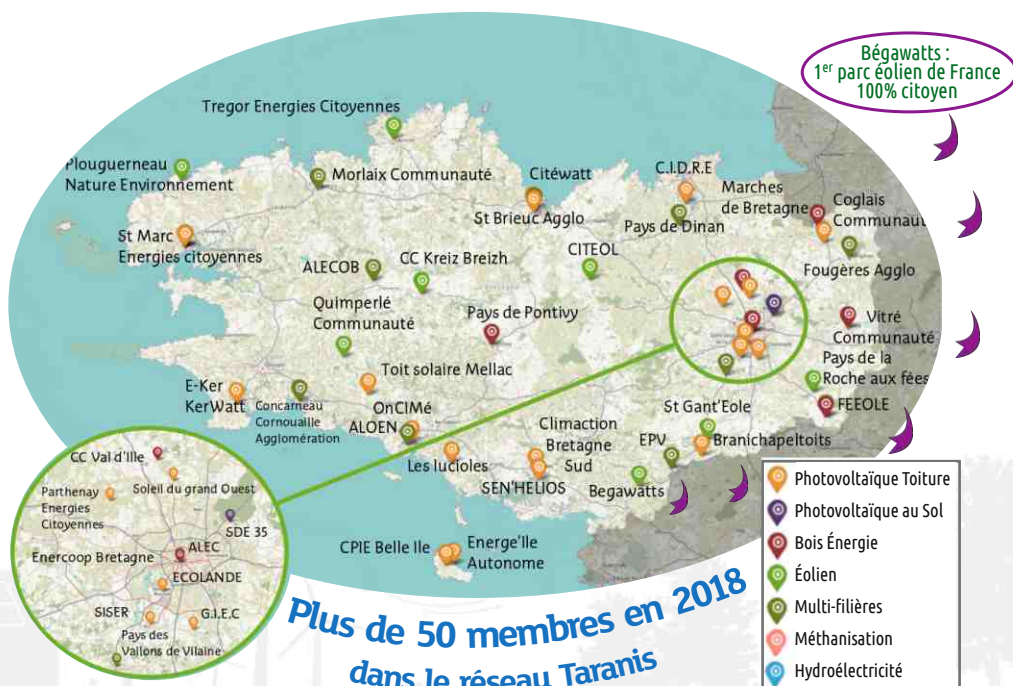 Bégawatts :
1er parc éolien de France
100% citoyen
Tregor Energies Citoyennes
Plouguerneau
Nature Environnement
Morlaix Communauté
Citéwatt
St Brieuc Agglo
C.I.D.R.E
Marches
de Bretagne
Pays de Dinan
Coglais
Communaut
St Marc
Energies citoyennes
ALECOB
CC Kreiz Breizh
CITEOL
Fougères Agglo
Quimperlé
Communauté
Pays de Pontivy
Vitré
Communauté
Pays de la
Roche aux fées
Toit solaire Mellac
E-Ker
KerWatt
Concarneau
Cornouaille
Agglomération
OnCIMé
ALOEN
FEEOLE
St Gant'Eole
Climaction
Bretagne
Sud
EPV
Branichapeltoits
Les lucioles
SEN'HELIOS
Begawatts
CPIE Belle Ile
Energe'Ile
Autonome
CC Val d'Ille
Soleil du grand Ouest
Parthenay
Energies
Citoyennes
SDE 35
ALEC
Enercoop Bretagne
ECOLANDE
SISER
G.I.E.C
Pays des
Vallons de Vilaine
Photovoltaïque Toiture
Photovoltaïque au Sol
Bois Énergie
Éolien
Multi-filières
Méthanisation
Hydroélectricité
Plus de 50 membres en 2018
dans le réseau Taranis